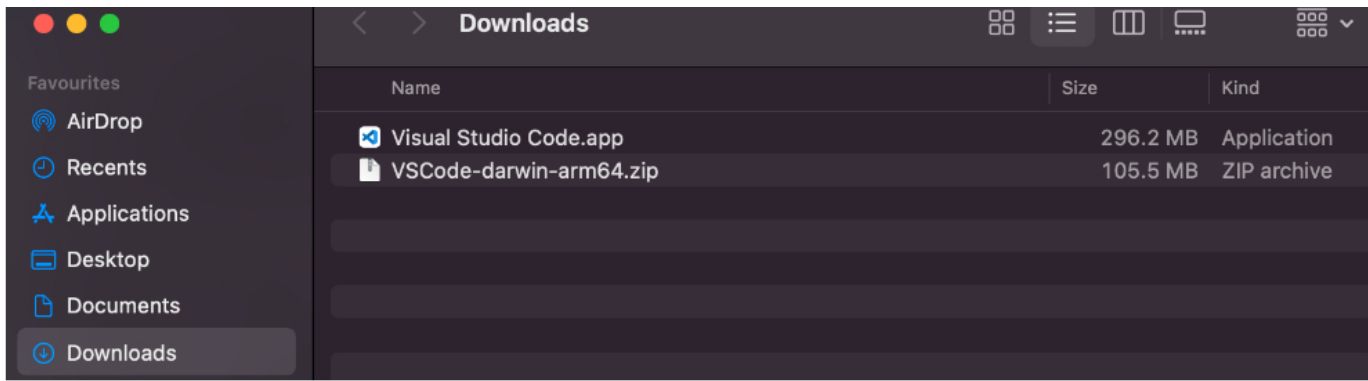 Downloads
Favourites
AirDrop
Recents
Applications
Desktop
Documents
Downloads
Name Size Kind
Visual Studio Code.app 296.2 MB Application
VSCode-darwin-arm64.zip 105.5 MB ZIP archive